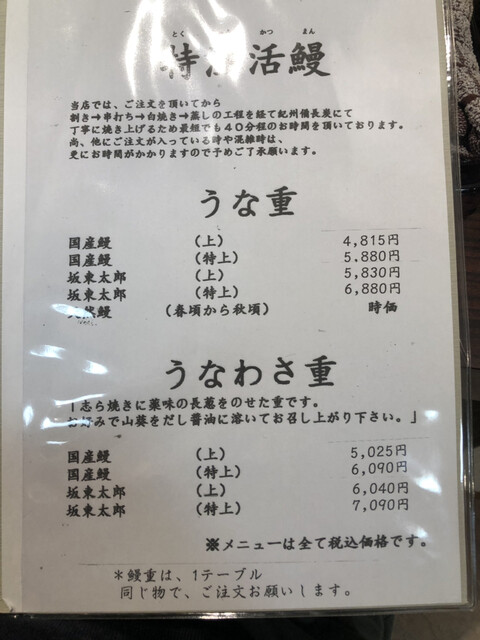 とく かつ まん
特 活鰻
当店では、ご注文を頂いてから
割き→串打ち→白焼き→蒸しの工程を経て紀州備長炭にて
丁寧に焼き上げるため最短でも４０分程のお時間を頂いております。
尚、他にご注文が入っている時や混雑時は、
更にお時間がかかりますので予めご了承願います。
うな重
国産鰻 （上） 4,815円
国産鰻 （特上） 5.880円
坂東太郎 （上） 5,830円
坂東太郎 （特上） 6,880円
天然鰻 （春頃から秋頃） 時価
うなわさ重
「志ら焼きに薬味の長葱をのせた重です。
お好みで山葵をだし醤油に溶いてお召し上がり下さい。」
国産鰻 （上） 5,025円
国産鰻 （特上） 6,090円
坂東太郎 （上） 6,040円
坂東太郎 （特上） 7,090円
※メニューは全て税込価格です。
＊鰻重は、1テーブル
同じ物で、ご注文お願いします。